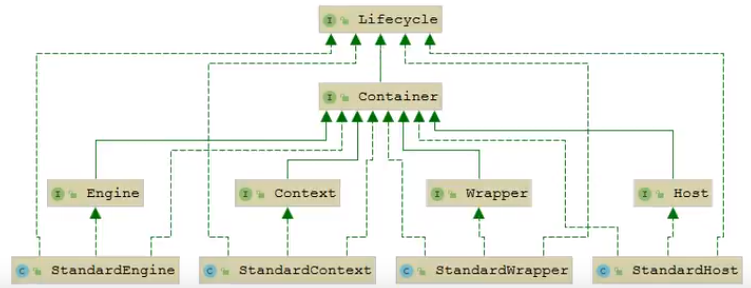 I Lifecycle
I Container
I Engine
I Context
I Wrapper
I Host
C StandardEngine
C StandardContext
C StandardWrapper
C StandardHost